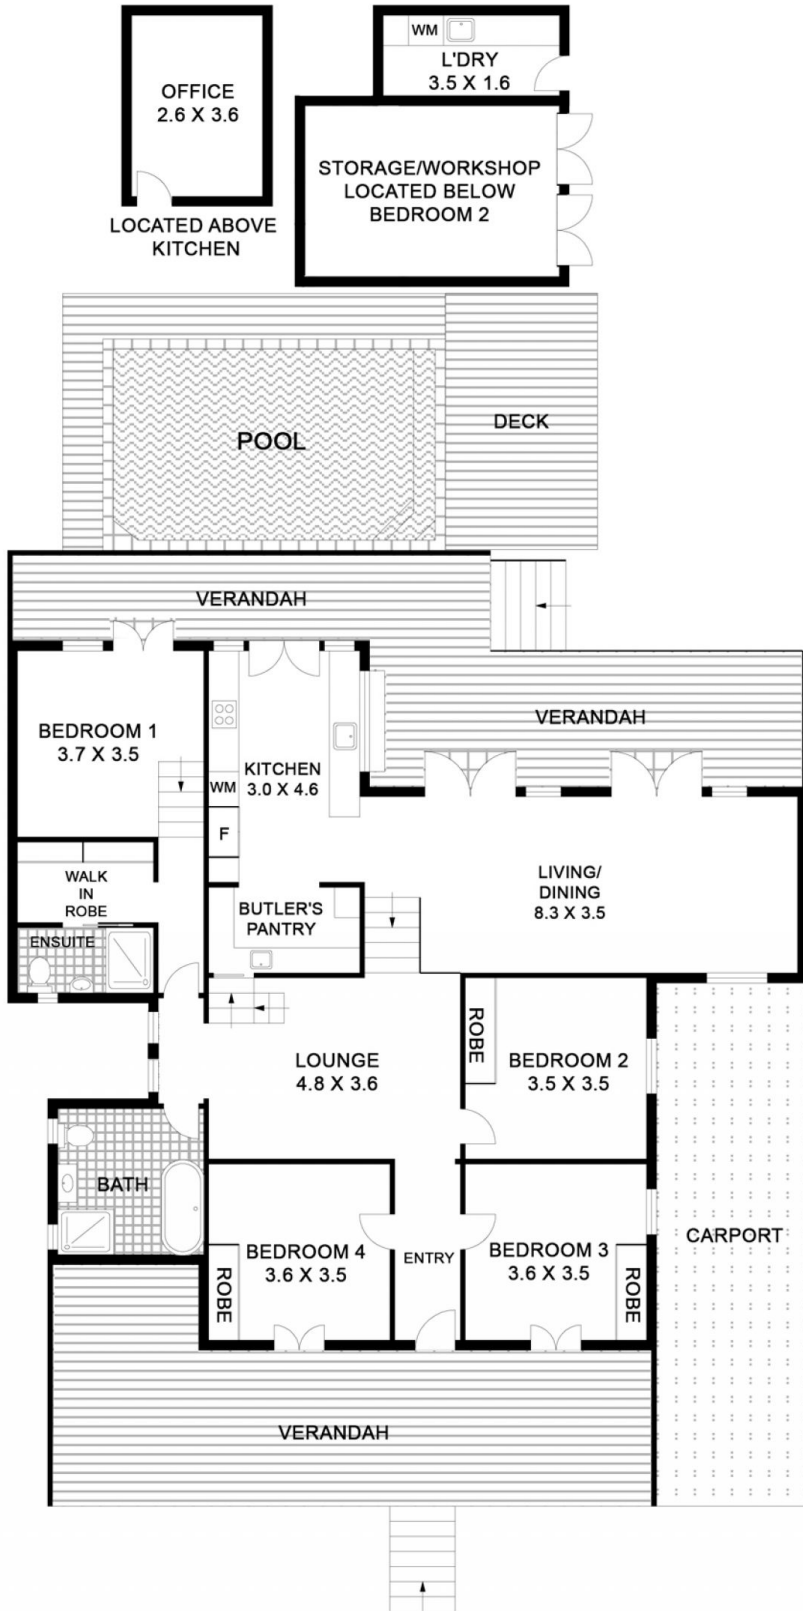 OFFICE
2.6 X 3.6
LOCATED ABOVE
KITCHEN
WM
L'DRY
3.5 X 1.6
STORAGE/WORKSHOP
LOCATED BELOW
BEDROOM 2
POOL
DECK
VERANDAH
VERANDAH
BEDROOM 1
3.7 X 3.5
KITCHEN
3.0 X 4.6
WM
F
WALK
IN
ROBE
ENSUITE
BUTLER'S
PANTRY
LIVING/
DINING
8.3 X 3.5
LOUNGE
4.8 X 3.6
ROBE
BEDROOM 2
3.5 X 3.5
BATH
BEDROOM 4
3.6 X 3.5
ROBE
ENTRY
BEDROOM 3
3.6 X 3.5
ROBE
CARPORT
VERANDAH